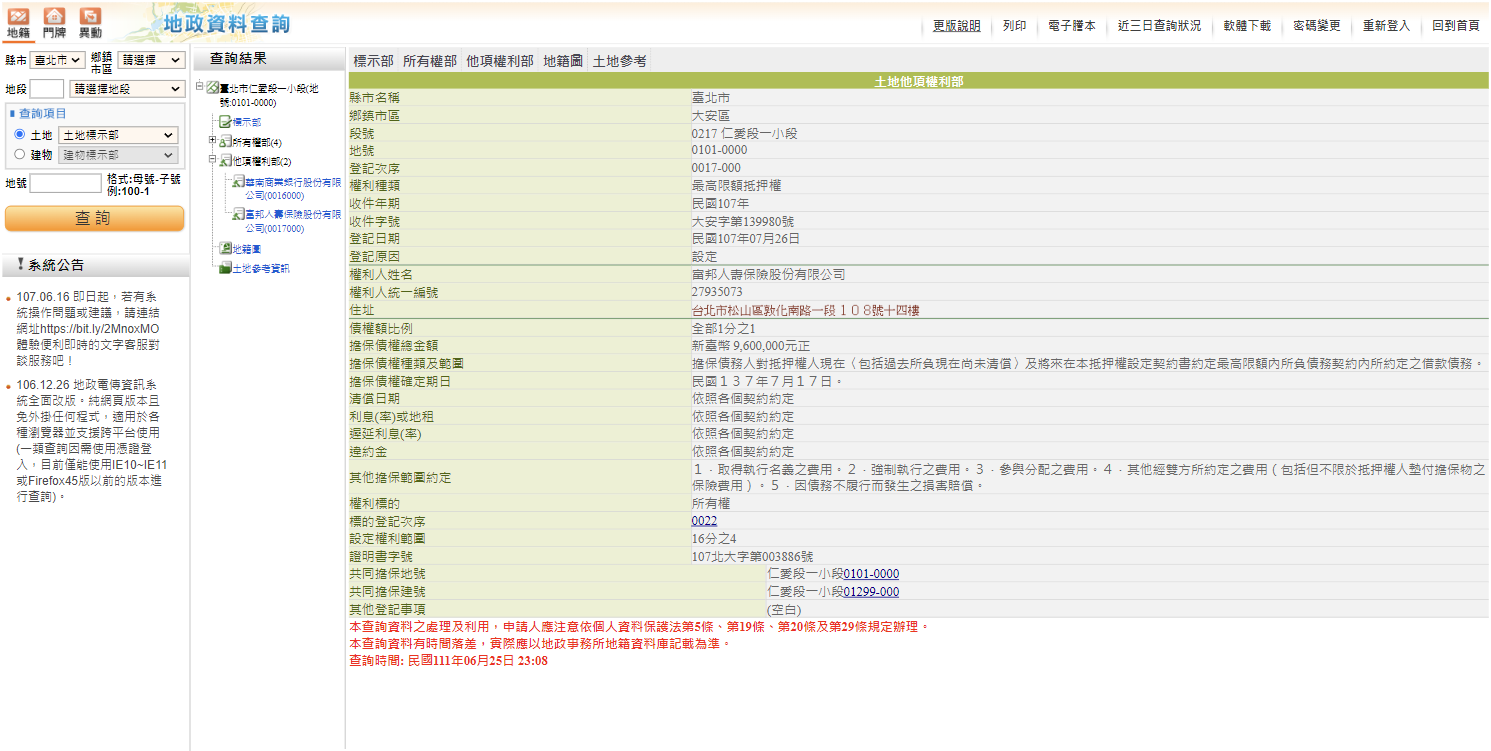 地籍 門牌 異動 地政資料查詢 更版說明 列印 電子謄本 近三日查詢狀況 軟體下載 密碼變更 重新登入 回到首頁
縣市 臺北市 鄉鎮市區 請選擇
地段 請選擇地段
查詢項目
土地 土地標示部
建物 建物標示部
地號 格式:母號-子號
例:100-1
查詢
系統公告
107.06.16 即日起，若有系
統操作問題或建議，請連結
網址https://bit.ly/2MnoxMO
體驗便利即時的文字客服對
談服務吧！
106.12.26 地政電傳資訊系
統全面改版。純網頁版本且
免外掛任何程式，適用於各
種瀏覽器並支援跨平台使用
(一類查詢因需使用憑證登
入，目前僅能使用IE10~IE11
或Firefox45版以前的版本進
行查詢)。
查詢結果
臺北市仁愛段一小段(地
號:0101-0000)
標示部
所有權部(4)
他項權利部(2)
華南商業銀行股份有限
公司(0016000)
富邦人壽保險股份有限
公司(0017000)
地籍圖
土地參考資訊
標示部 所有權部 他項權利部 地籍圖 土地參考
土地他項權利部
縣市名稱 臺北市
鄉鎮市區 大安區
段號 0217 仁愛段一小段
地號 0101-0000
登記次序 0017-000
權利種類 最高限額抵押權
收件年期 民國107年
收件字號 大安字第139980號
登記日期 民國107年07月26日
登記原因 設定
權利人姓名 富邦人壽保險股份有限公司
權利人統一編號 27935073
住址 台北市松山區敦化南路一段１０８號十四樓
債權額比例 全部1分之1
擔保債權總金額 新臺幣 9,600,000元正
擔保債權種類及範圍 擔保債務人對抵押權人現在（包括過去所負現在尚未清償）及將來在本抵押權設定契約書約定最高限額內所負債務契約內所約定之借款債務。
擔保債權確定期日 民國１３７年７月１７日。
清償日期 依照各個契約約定
利息(率)或地租 依照各個契約約定
遲延利息(率) 依照各個契約約定
違約金 依照各個契約約定
其他擔保範圍約定 １．取得執行名義之費用。２．強制執行之費用。３．參與分配之費用。４．其他經雙方所約定之費用（包括但不限於抵押權人墊付擔保物之
保險費用）。５．因債務不履行而發生之損害賠償。
權利標的 所有權
標的登記次序 0022
設定權利範圍 16分之4
證明書字號 107北大字第003886號
共同擔保地號 仁愛段一小段0101-0000
共同擔保建號 仁愛段一小段01299-000
其他登記事項 (空白)
本查詢資料之處理及利用，申請人應注意依個人資料保護法第5條、第19條、第20條及第29條規定辦理。
本查詢資料有時間落差，實際應以地政事務所地籍資料庫記載為準。
查詢時間: 民國111年06月25日 23:08